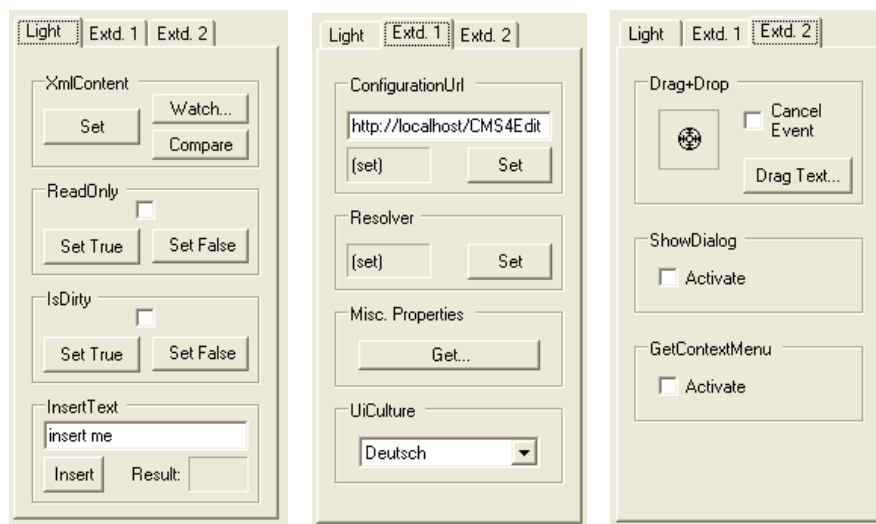 Light Extd. 1 Extd. 2
XmlContent
Set
Watch...
Compare
ReadOnly
Set True Set False
IsDirty
Set True Set False
InsertText
insert me
Insert Result:
Light Extd. 1 Extd. 2
ConfigurationUrl
http://localhost/CMS4Edit
(set) Set
Resolver
(set) Set
Misc. Properties
Get...
UiCulture
Deutsch
Light Extd. 1 Extd. 2
Drag+Drop
Cancel
Event
Drag Text...
ShowDialog
Activate
GetContextMenu
Activate